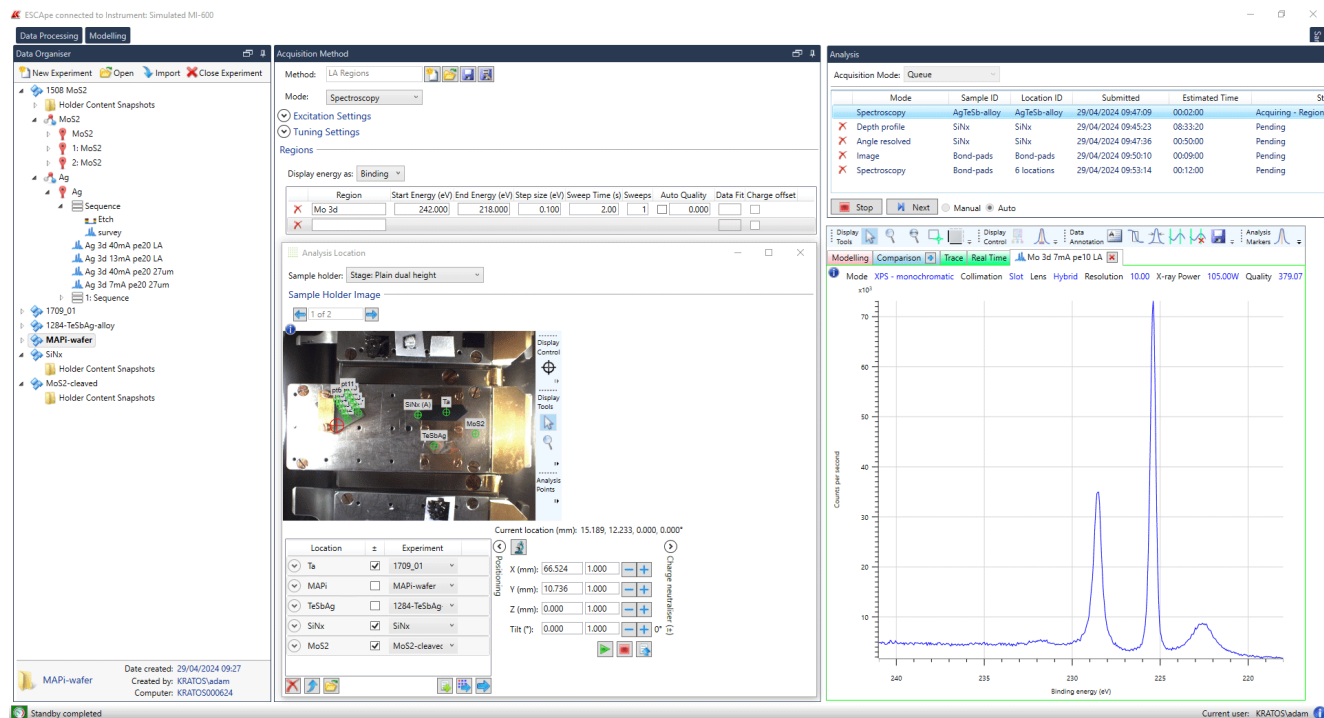 ESCApe connected to Instrument: Simulated MI-600
Data Processing Modelling
Data Organiser
New Experiment Open Import Close Experiment
1508 MoS2
Holder Content Snapshots
MoS2
MoS2
1: MoS2
2: MoS2
Ag
Ag
Sequence
Etch
survey
Ag 3d 40mA pe20 LA
Ag 3d 13mA pe20 LA
Ag 3d 40mA pe20 27um
Ag 3d 7mA pe20 27um
1: Sequence
1709_01
1284-TeSbAg-alloy
MAPi-wafer
SiNx
Holder Content Snapshots
MoS2-cleaved
Holder Content Snapshots
MAPi-wafer
Date created: 29/04/2024 09:27
Created by: KRATOS\adam
Computer: KRATOS000624
Standby completed
Acquisition Method
Method: LA Regions
Mode: Spectroscopy
Excitation Settings
Tuning Settings
Regions
Display energy as: Binding
Region Start Energy (eV) End Energy (eV) Step size (eV) Sweep Time (s) Sweeps Auto Quality Data Fit Charge offset
Mo 3d 242.000 218.000 0.100 2.00 1 0.000
Analysis Location
Sample holder: Stage: Plain dual height
Sample Holder Image
1 of 2
pt11
SiNx (A) Ta
MoS2
TeSbAg
Display
Control
Display
Tools
Analysis
Points
Current location (mm): 15.189, 12.233, 0.000, 0.000°
Location ± Experiment
Ta 1709_01
MAPi MAPi-wafer
TeSbAg 1284-TeSbAg-
SiNx SiNx
MoS2 MoS2-cleaved
Positioning
X (mm): 66.524 1.000
Y (mm): 10.736 1.000
Z (mm): 0.000 1.000
Tilt (°): 0.000 1.000 0°
Charge neutraliser (±)
Analysis
Acquisition Mode: Queue
Mode Sample ID Location ID Submitted Estimated Time St
Spectroscopy AgTeSb-alloy AgTeSb-alloy 29/04/2024 09:47:09 00:02:00 Acquiring - Region
Depth profile SiNx SiNx 29/04/2024 09:45:23 08:33:20 Pending
Angle resolved SiNx SiNx 29/04/2024 09:47:36 00:50:00 Pending
Image Bond-pads Bond-pads 29/04/2024 09:50:10 00:09:00 Pending
Spectroscopy Bond-pads 6 locations 29/04/2024 09:53:14 00:12:00 Pending
Stop Next Manual Auto
Display Tools Display Control Data Annotation Analysis Markers
Modelling Comparison Trace Real Time Mo 3d 7mA pe10 LA
Mode XPS - monochromatic Collimation Slot Lens Hybrid Resolution 10.00 X-ray Power 105.00W Quality 379.07
x10³
70
60
50
40
30
20
10
Counts per second
240 235 230 225 220
Binding energy (eV)
Current user: KRATOS\adam